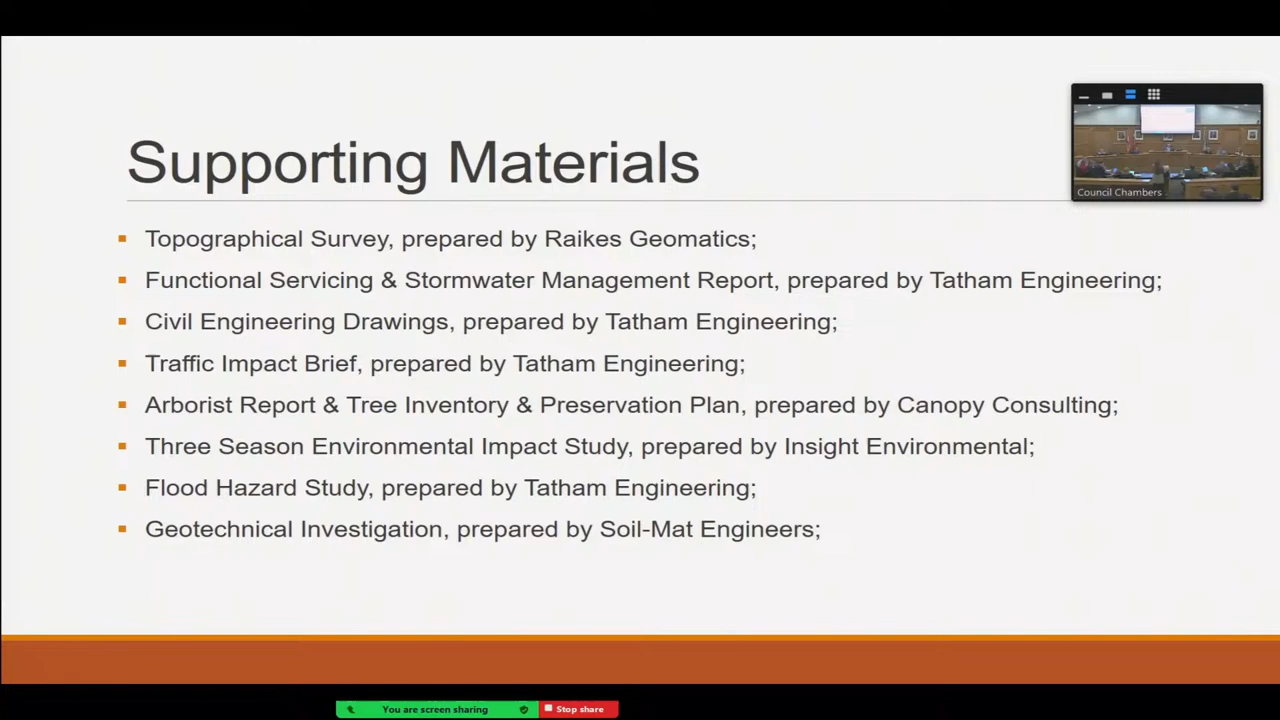 Supporting Materials
Council Chambers
Topographical Survey, prepared by Raikes Geomatics;
Functional Servicing & Stormwater Management Report, prepared by Tatham Engineering;
Civil Engineering Drawings, prepared by Tatham Engineering;
Traffic Impact Brief, prepared by Tatham Engineering;
Arborist Report & Tree Inventory & Preservation Plan, prepared by Canopy Consulting;
Three Season Environmental Impact Study, prepared by Insight Environmental;
Flood Hazard Study, prepared by Tatham Engineering;
Geotechnical Investigation, prepared by Soil-Mat Engineers;
You are screen sharing
Stop share